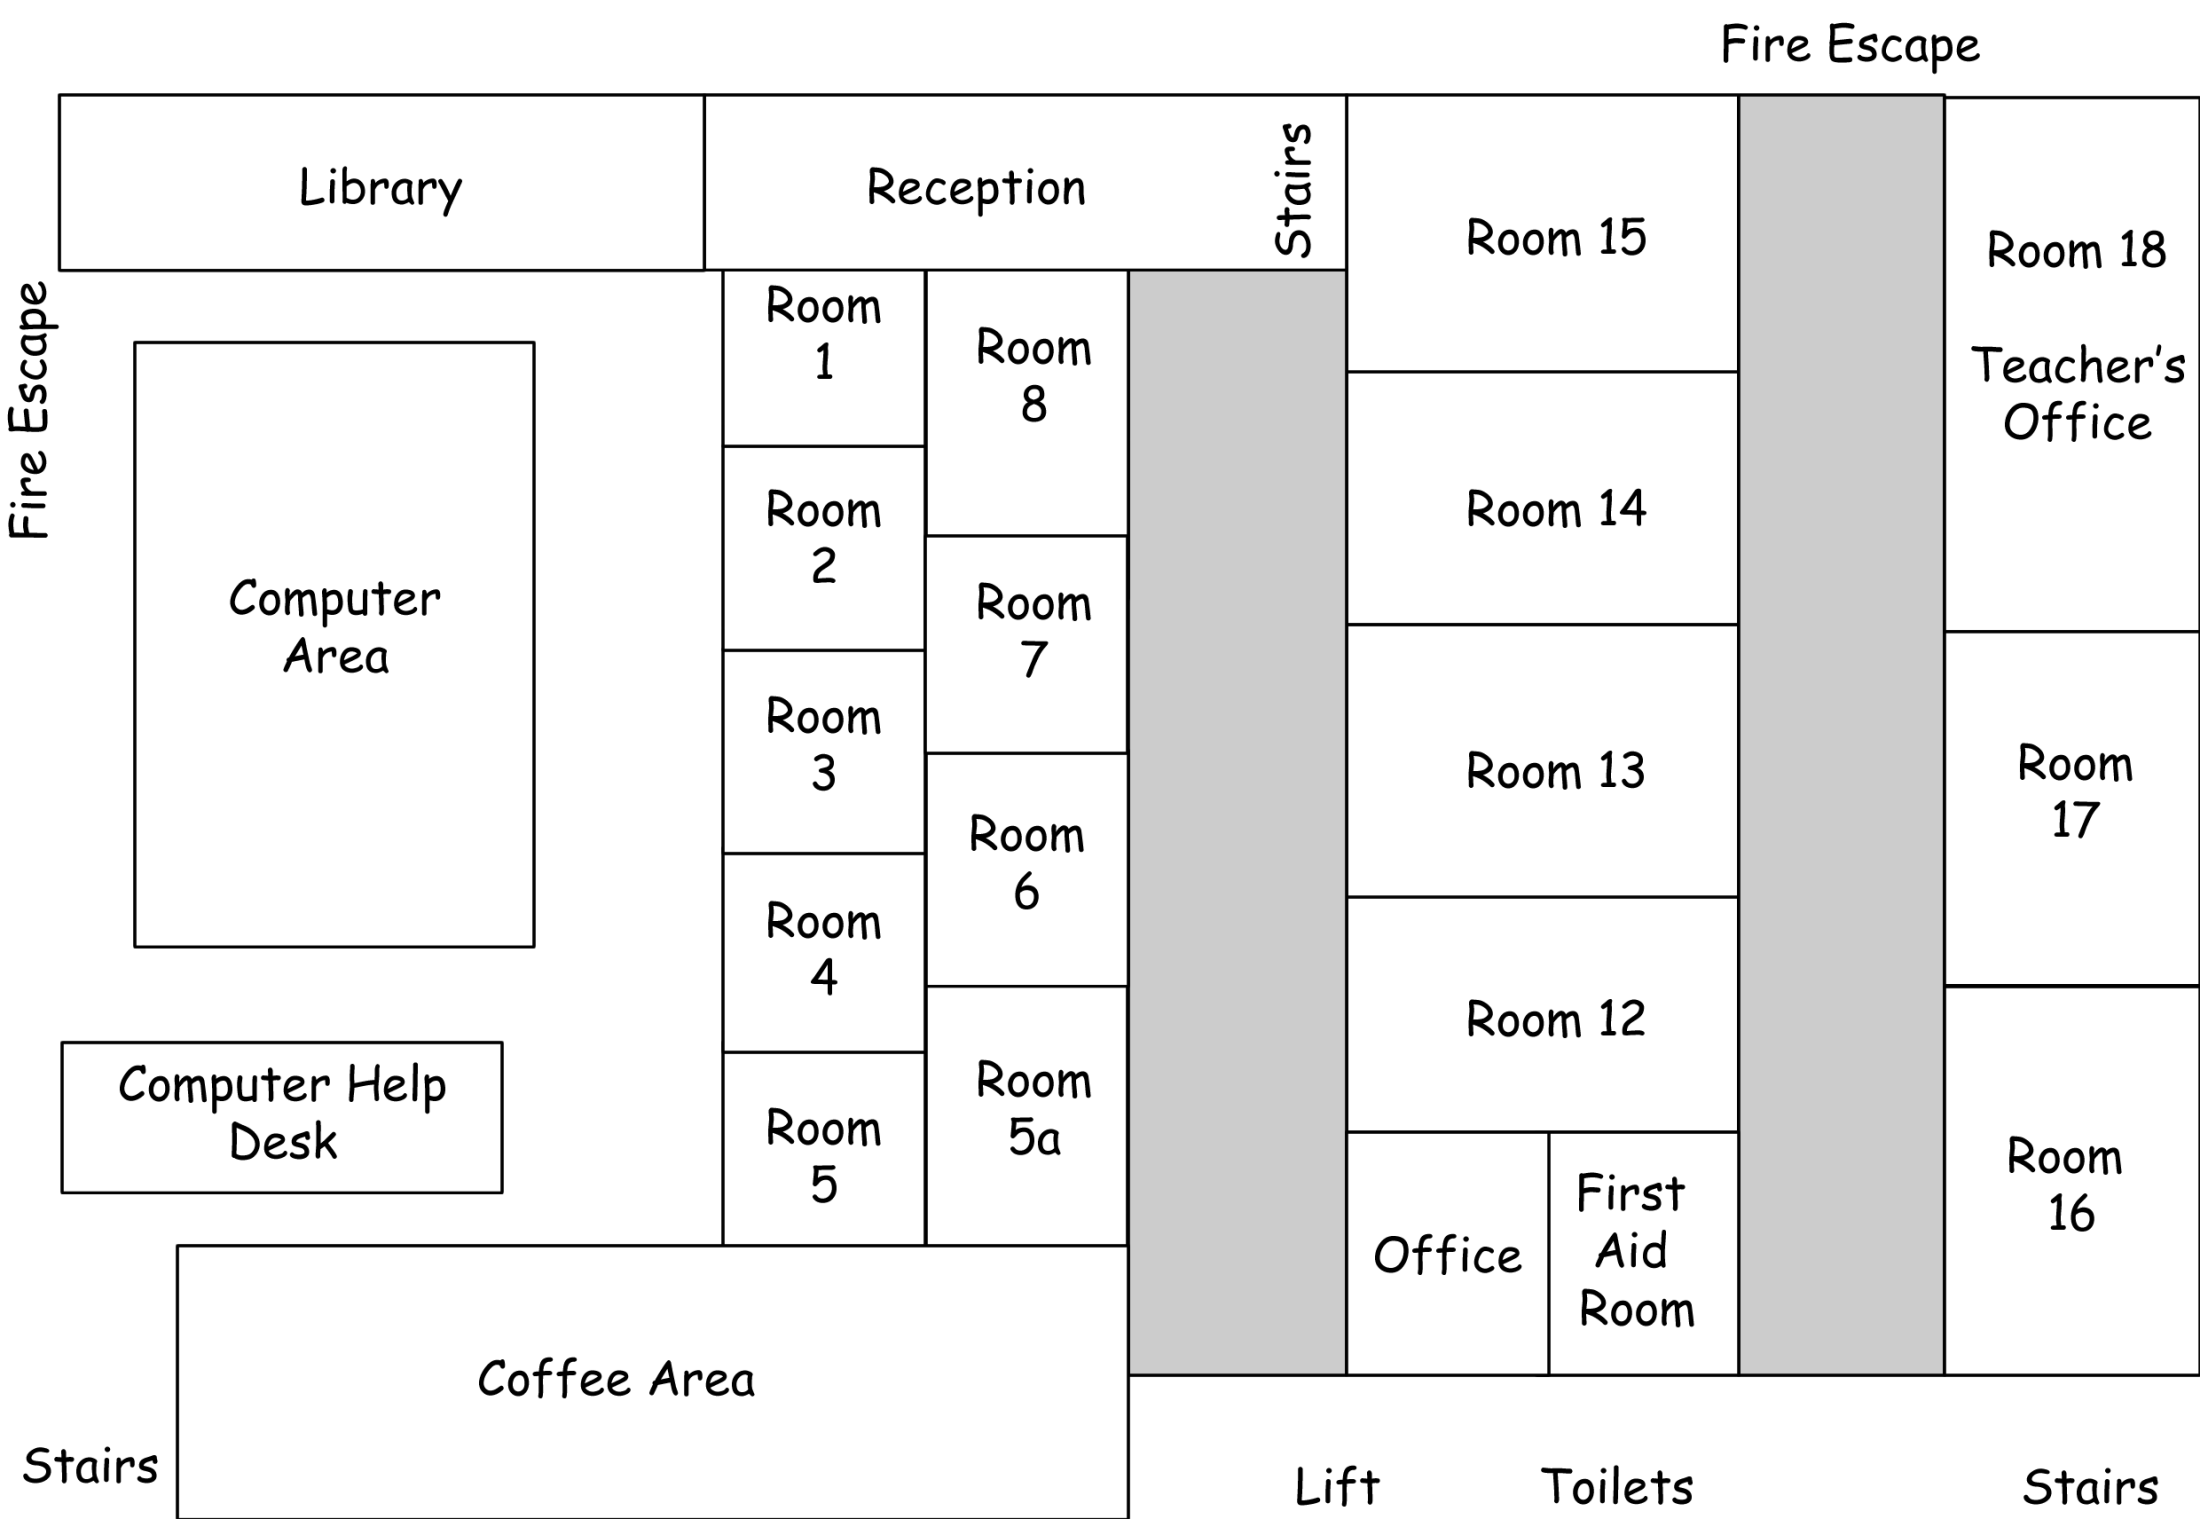 Fire Escape
Library
Reception
Stairs
Room 15
Room 18
Teacher's
Office
Fire Escape
Room
1
Room
8
Room
2
Room 14
Computer
Area
Room
7
Room
3
Room 13
Room
17
Room
6
Room
4
Room 12
Computer Help
Desk
Room
5
Room
5a
Office
First
Aid
Room
Room
16
Coffee Area
Stairs
Lift
Toilets
Stairs